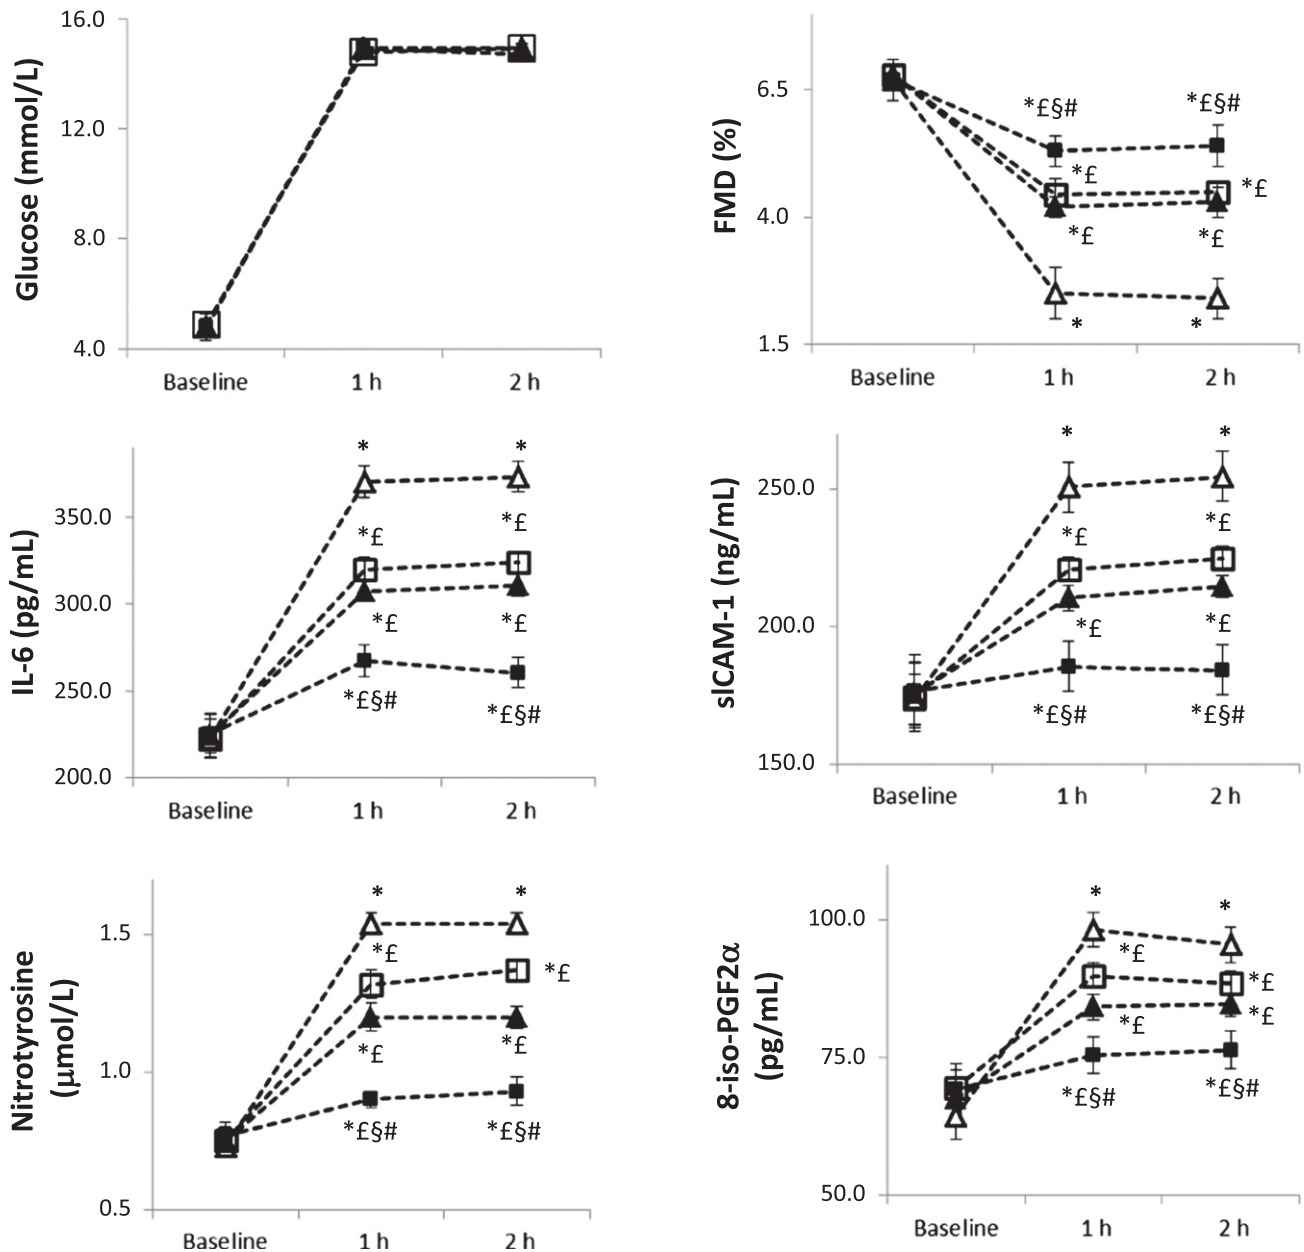 Glucose (mmol/L)
16.0
12.0
8.0
4.0
Baseline
1 h
2 h
FMD (%)
6.5
4.0
1.5
*£§#
*£§#
*£
*£
*£
*£
*
*
Baseline
1 h
2 h
IL-6 (pg/mL)
350.0
300.0
250.0
200.0
*
*
*£
*£
*£
*£
*£§#
*£§#
Baseline
1 h
2 h
sICAM-1 (ng/mL)
250.0
200.0
150.0
*
*
*£
*£
*£
*£
*£§#
*£§#
Baseline
1 h
2 h
Nitrotyrosine
(µmol/L)
1.5
1.0
0.5
*
*
*£
*£
*£
*£
*£§#
*£§#
Baseline
1 h
2 h
8-iso-PGF2α
(pg/mL)
100.0
75.0
50.0
*
*
*£
*£
*£
*£
*£§#
*£§#
Baseline
1 h
2 h